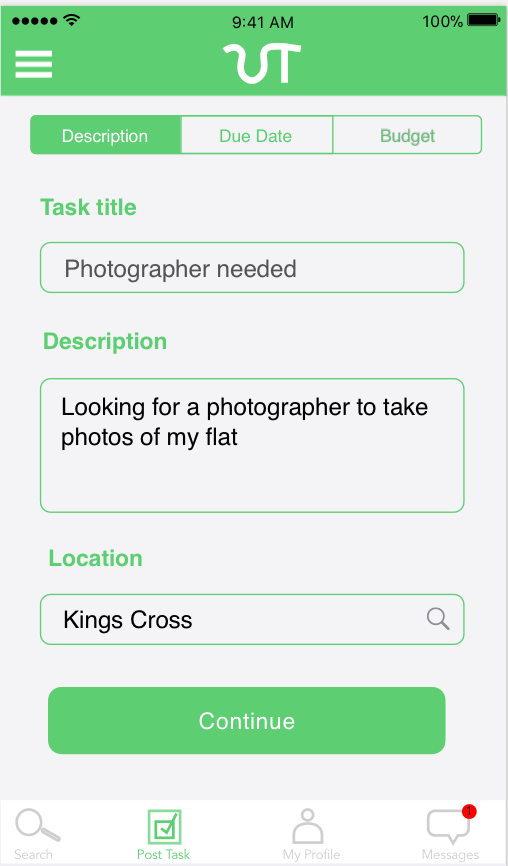 9:41 AM
100%
UT
Description
Due Date
Budget
Task title
Photographer needed
Description
Looking for a photographer to take
photos of my flat
Location
Kings Cross
Continue
1
Search
Post Task
My Profile
Messages